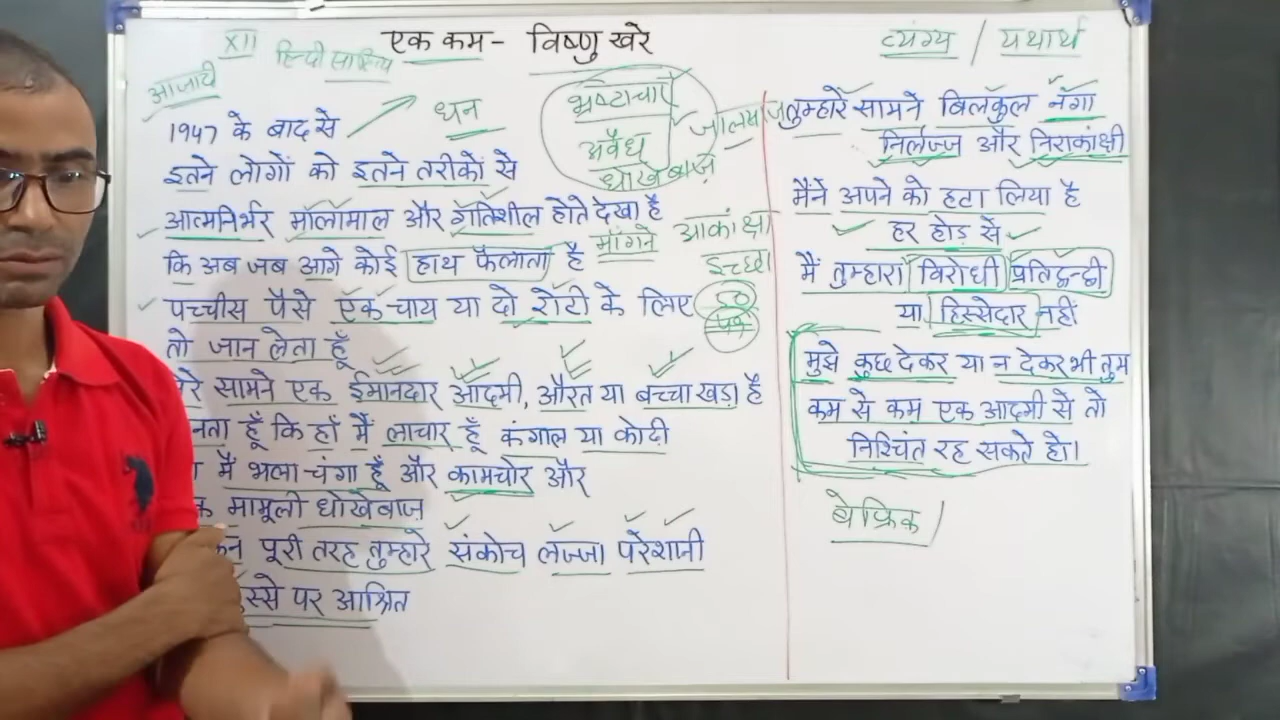 XII
हिन्दी साहित्य
एक कम - विष्णु खरे
व्यंग्य / यथार्थ
आजादी
1947 के बाद से
धन
भ्रष्टाचार
अवैध
धोखेबाज़
इतने लोगों को इतने तरीकों से
आत्मनिर्भर मालामाल और गतिशील होते देखा है
मांगने
आकांक्षा
इच्छा
कि अब जब आगे कोई हाथ फैलाता है
पच्चीस पैसे एक चाय या दो रोटी के लिए
तो जान लेता हूँ
रे सामने एक ईमानदार आदमी, औरत या बच्चा खड़ा है
नता हूँ कि हाँ मैं लाचार हूँ कंगाल या कोढ़ी
मैं भला-चंगा हूँ और कामचोर और
क मामूली धोखेबाज़
न पूरी तरह तुम्हारे संकोच लज्जा परेशानी
स्से पर आश्रित
तुम्हारे सामने बिलकुल नंगा
निर्लज्ज और निराकांक्षी
मैंने अपने को हटा लिया है
हर होड़ से
मैं तुम्हारा विरोधी प्रतिद्वन्द्वी
या हिस्सेदार नहीं
मुझे कुछ देकर या न देकर भी तुम
कम से कम एक आदमी से तो
निश्चिंत रह सकते हो।
बेफ़िक्र